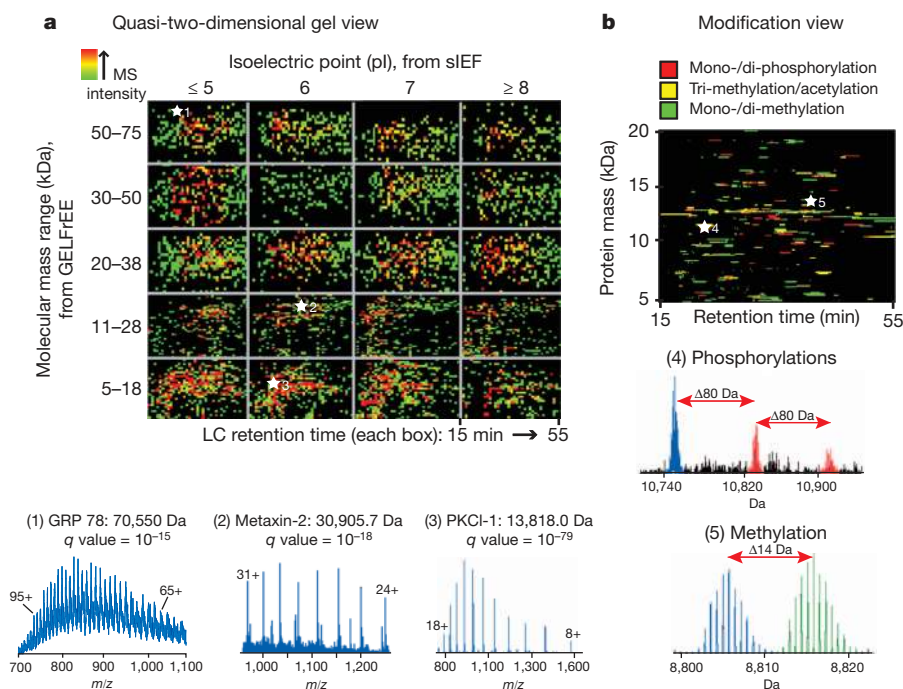 a Quasi-two-dimensional gel view
MS
intensity
Isoelectric point (pI), from sIEF
≤ 5 6 7 ≥ 8
Molecular mass range (kDa),
from GELFrEE
50–75
30–50
20–38
11–28
5–18
1
2
3
LC retention time (each box): 15 min → 55
b Modification view
Mono-/di-phosphorylation
Tri-methylation/acetylation
Mono-/di-methylation
Protein mass (kDa)
20
15
10
5
5
4
15 55
Retention time (min)
(4) Phosphorylations
Δ80 Da
Δ80 Da
10,740 10,820 10,900
Da
(1) GRP 78: 70,550 Da
q value = 10⁻¹⁵
95+
65+
700 800 900 1,000 1,100
m/z
(2) Metaxin-2: 30,905.7 Da
q value = 10⁻¹⁸
31+
24+
1,000 1,100 1,200
m/z
(3) PKCI-1: 13,818.0 Da
q value = 10⁻⁷⁹
18+
8+
800 1,100 1,300 1,600
m/z
(5) Methylation
Δ14 Da
8,800 8,810 8,820
Da